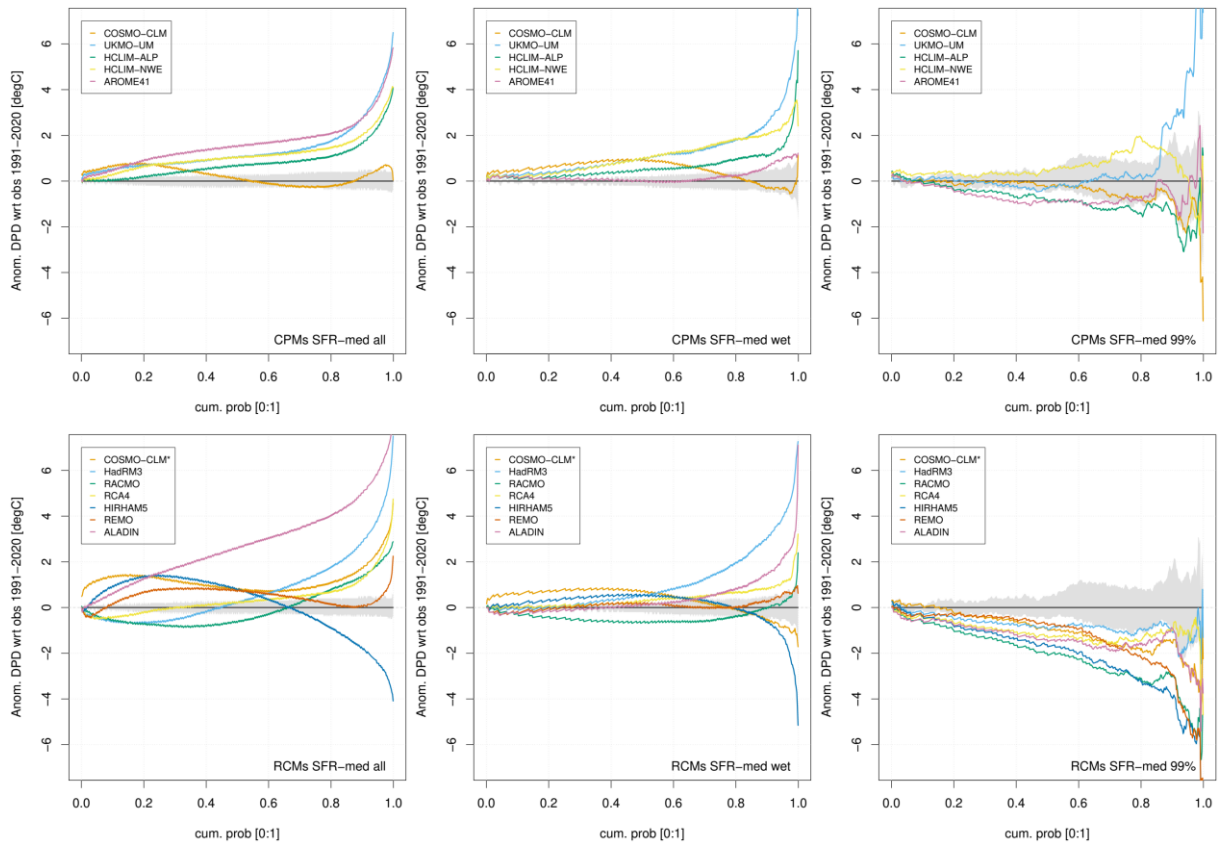 COSMO−CLM
UKMO−UM
HCLIM−ALP
HCLIM−NWE
AROME41
Anom. DPD wrt obs 1991−2020 [degC]
6
4
2
0
−2
−4
−6
CPMs SFR−med all
0.0 0.2 0.4 0.6 0.8 1.0
cum. prob [0:1]
COSMO−CLM
UKMO−UM
HCLIM−ALP
HCLIM−NWE
AROME41
Anom. DPD wrt obs 1991−2020 [degC]
6
4
2
0
−2
−4
−6
CPMs SFR−med wet
0.0 0.2 0.4 0.6 0.8 1.0
cum. prob [0:1]
COSMO−CLM
UKMO−UM
HCLIM−ALP
HCLIM−NWE
AROME41
Anom. DPD wrt obs 1991−2020 [degC]
6
4
2
0
−2
−4
−6
CPMs SFR−med 99%
0.0 0.2 0.4 0.6 0.8 1.0
cum. prob [0:1]
COSMO−CLM*
HadRM3
RACMO
RCA4
HIRHAM5
REMO
ALADIN
Anom. DPD wrt obs 1991−2020 [degC]
6
4
2
0
−2
−4
−6
RCMs SFR−med all
0.0 0.2 0.4 0.6 0.8 1.0
cum. prob [0:1]
COSMO−CLM*
HadRM3
RACMO
RCA4
HIRHAM5
REMO
ALADIN
Anom. DPD wrt obs 1991−2020 [degC]
6
4
2
0
−2
−4
−6
RCMs SFR−med wet
0.0 0.2 0.4 0.6 0.8 1.0
cum. prob [0:1]
COSMO−CLM*
HadRM3
RACMO
RCA4
HIRHAM5
REMO
ALADIN
Anom. DPD wrt obs 1991−2020 [degC]
6
4
2
0
−2
−4
−6
RCMs SFR−med 99%
0.0 0.2 0.4 0.6 0.8 1.0
cum. prob [0:1]